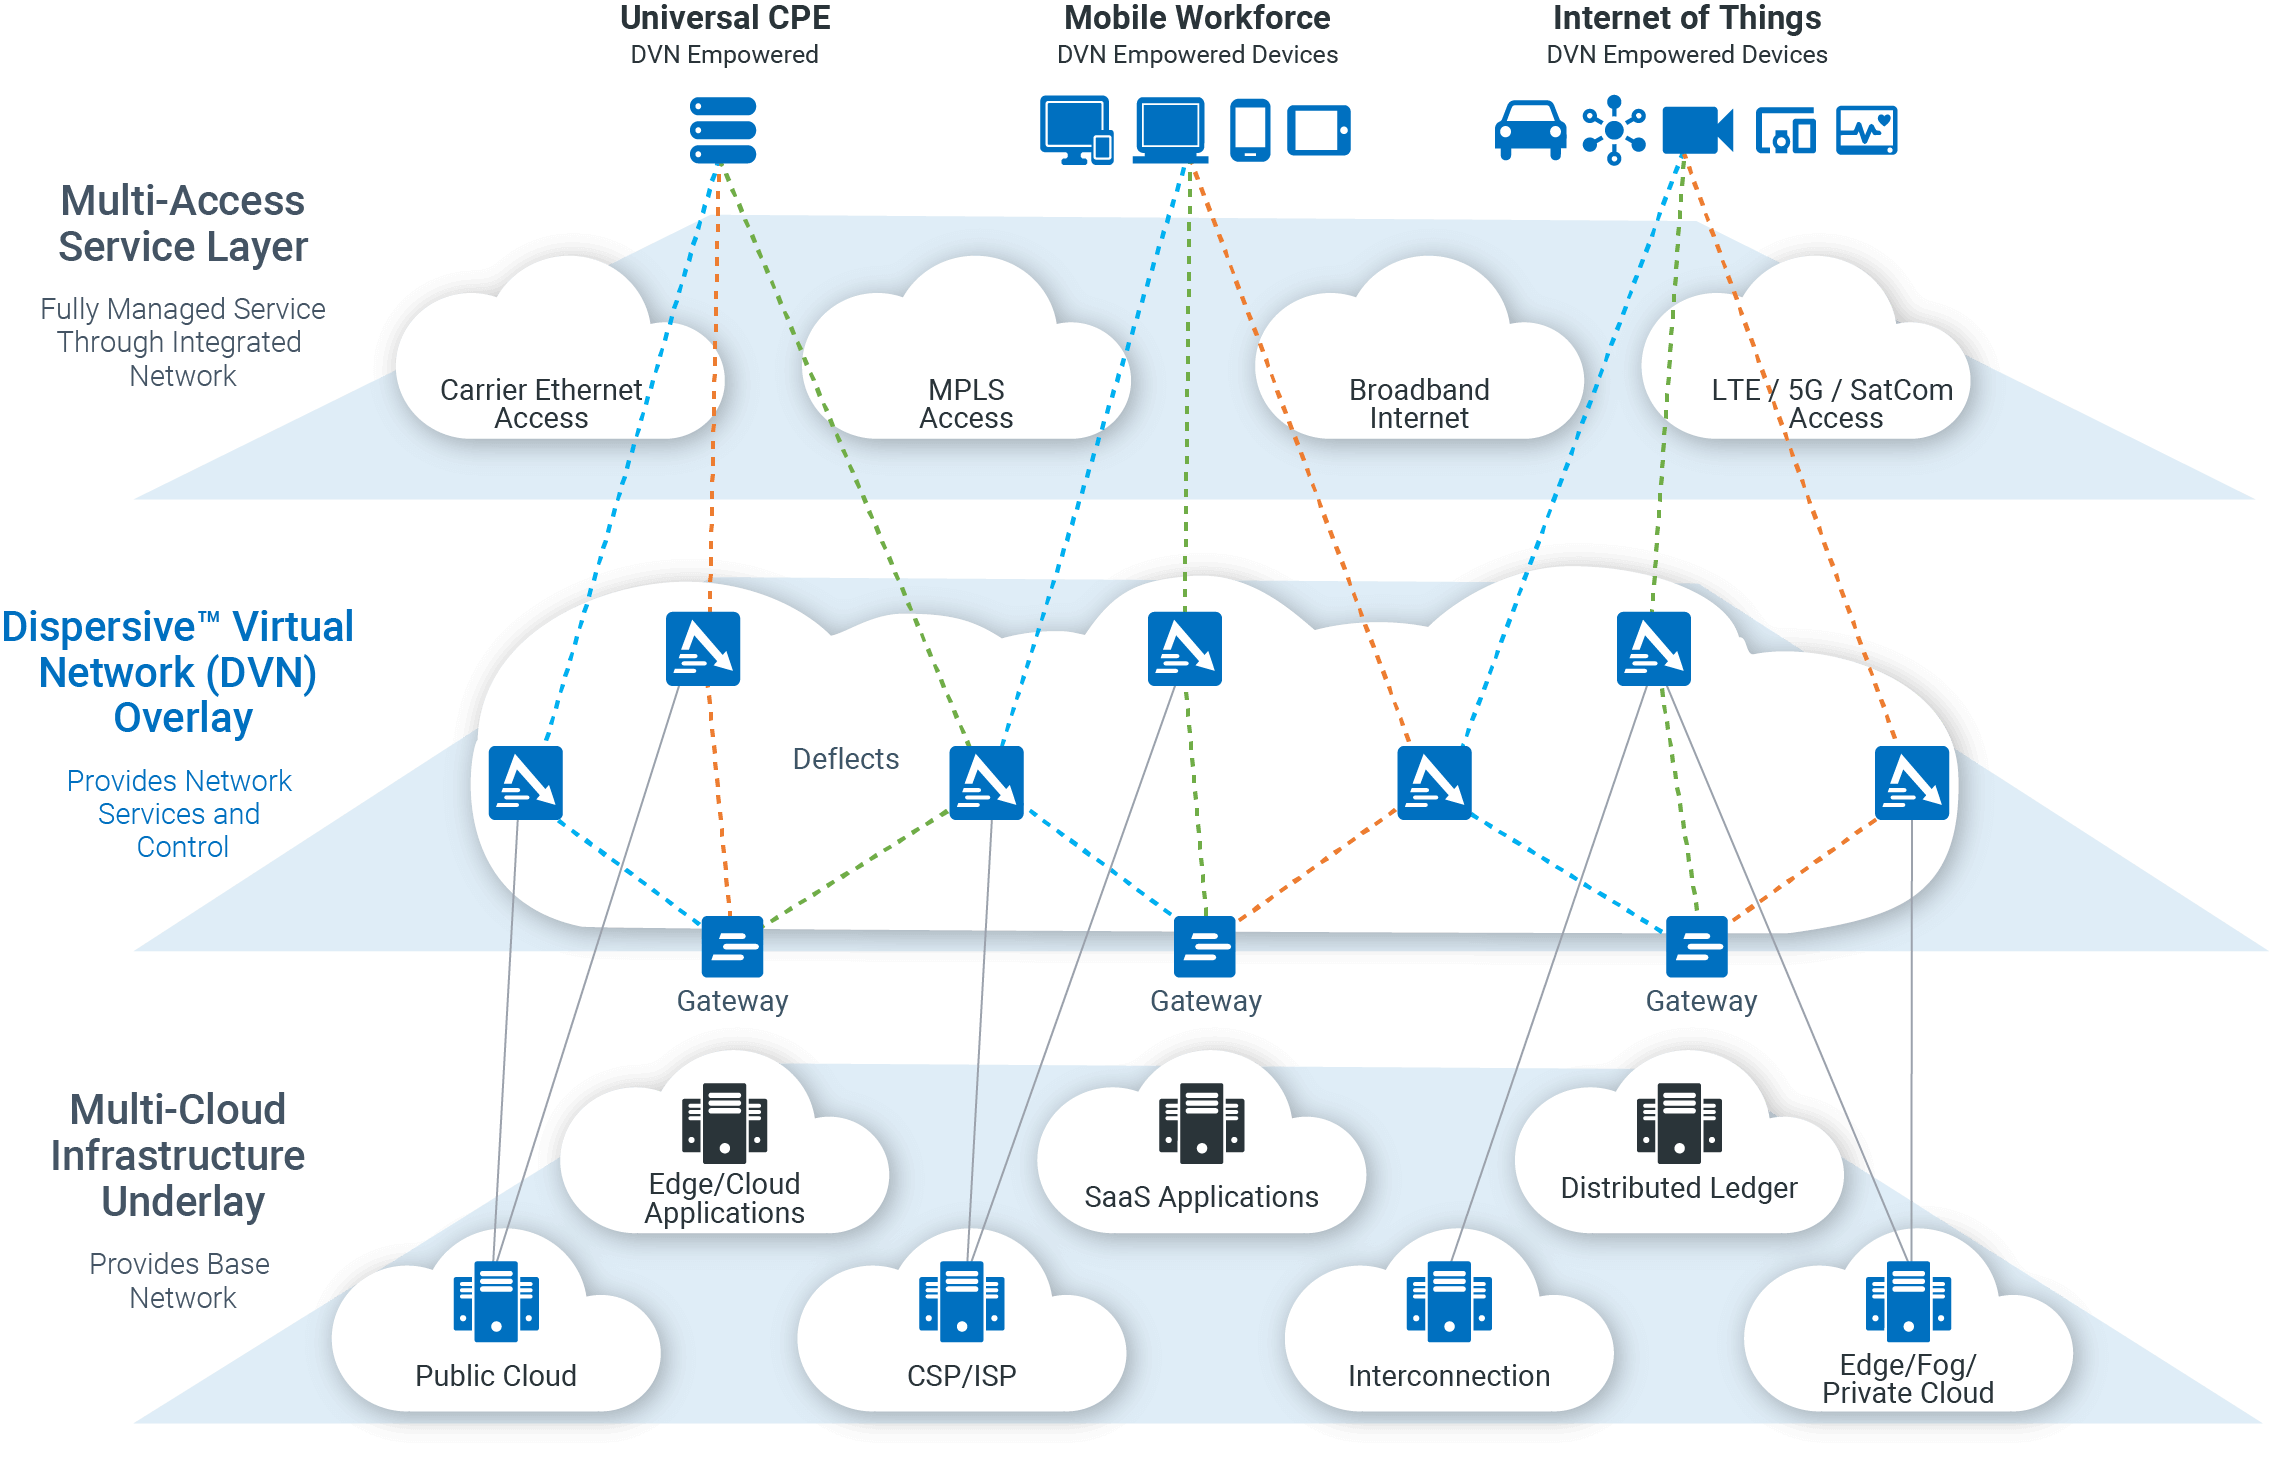 Universal CPE
DVN Empowered
Mobile Workforce
DVN Empowered Devices
Internet of Things
DVN Empowered Devices
Multi-Access
Service Layer
Fully Managed Service
Through Integrated
Network
Carrier Ethernet
Access
MPLS
Access
Broadband
Internet
LTE / 5G / SatCom
Access
Dispersive™ Virtual
Network (DVN)
Overlay
Provides Network
Services and
Control
Deflects
Gateway
Gateway
Gateway
Multi-Cloud
Infrastructure
Underlay
Provides Base
Network
Edge/Cloud
Applications
SaaS Applications
Distributed Ledger
Public Cloud
CSP/ISP
Interconnection
Edge/Fog/
Private Cloud